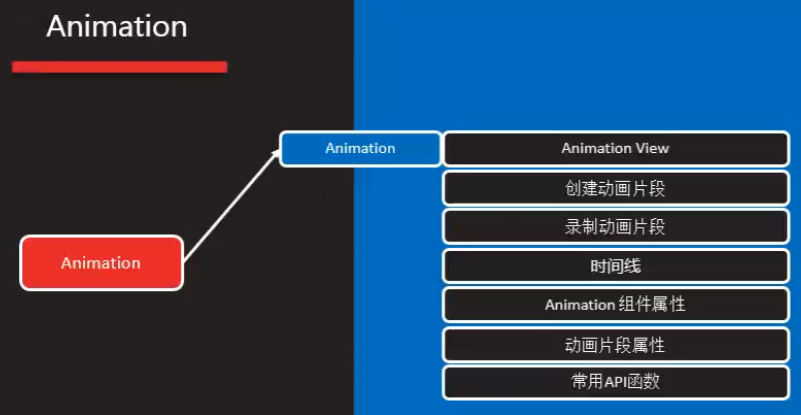 Animation
Animation
Animation View
创建动画片段
录制动画片段
Animation
时间线
Animation 组件属性
动画片段属性
常用API函数